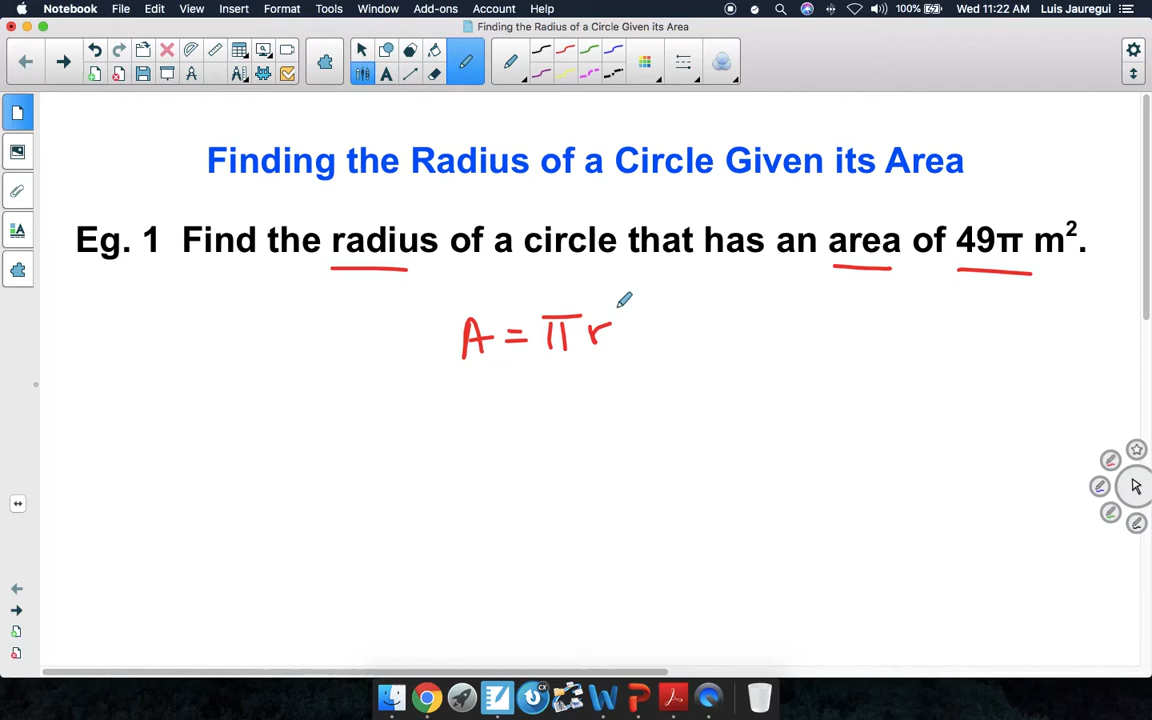 Notebook File Edit View Insert Format Tools Window Add-ons Account Help 100% Wed 11:22 AM Luis Jauregui
Finding the Radius of a Circle Given its Area
Finding the Radius of a Circle Given its Area
Eg. 1 Find the radius of a circle that has an area of 49π m².
A = π r